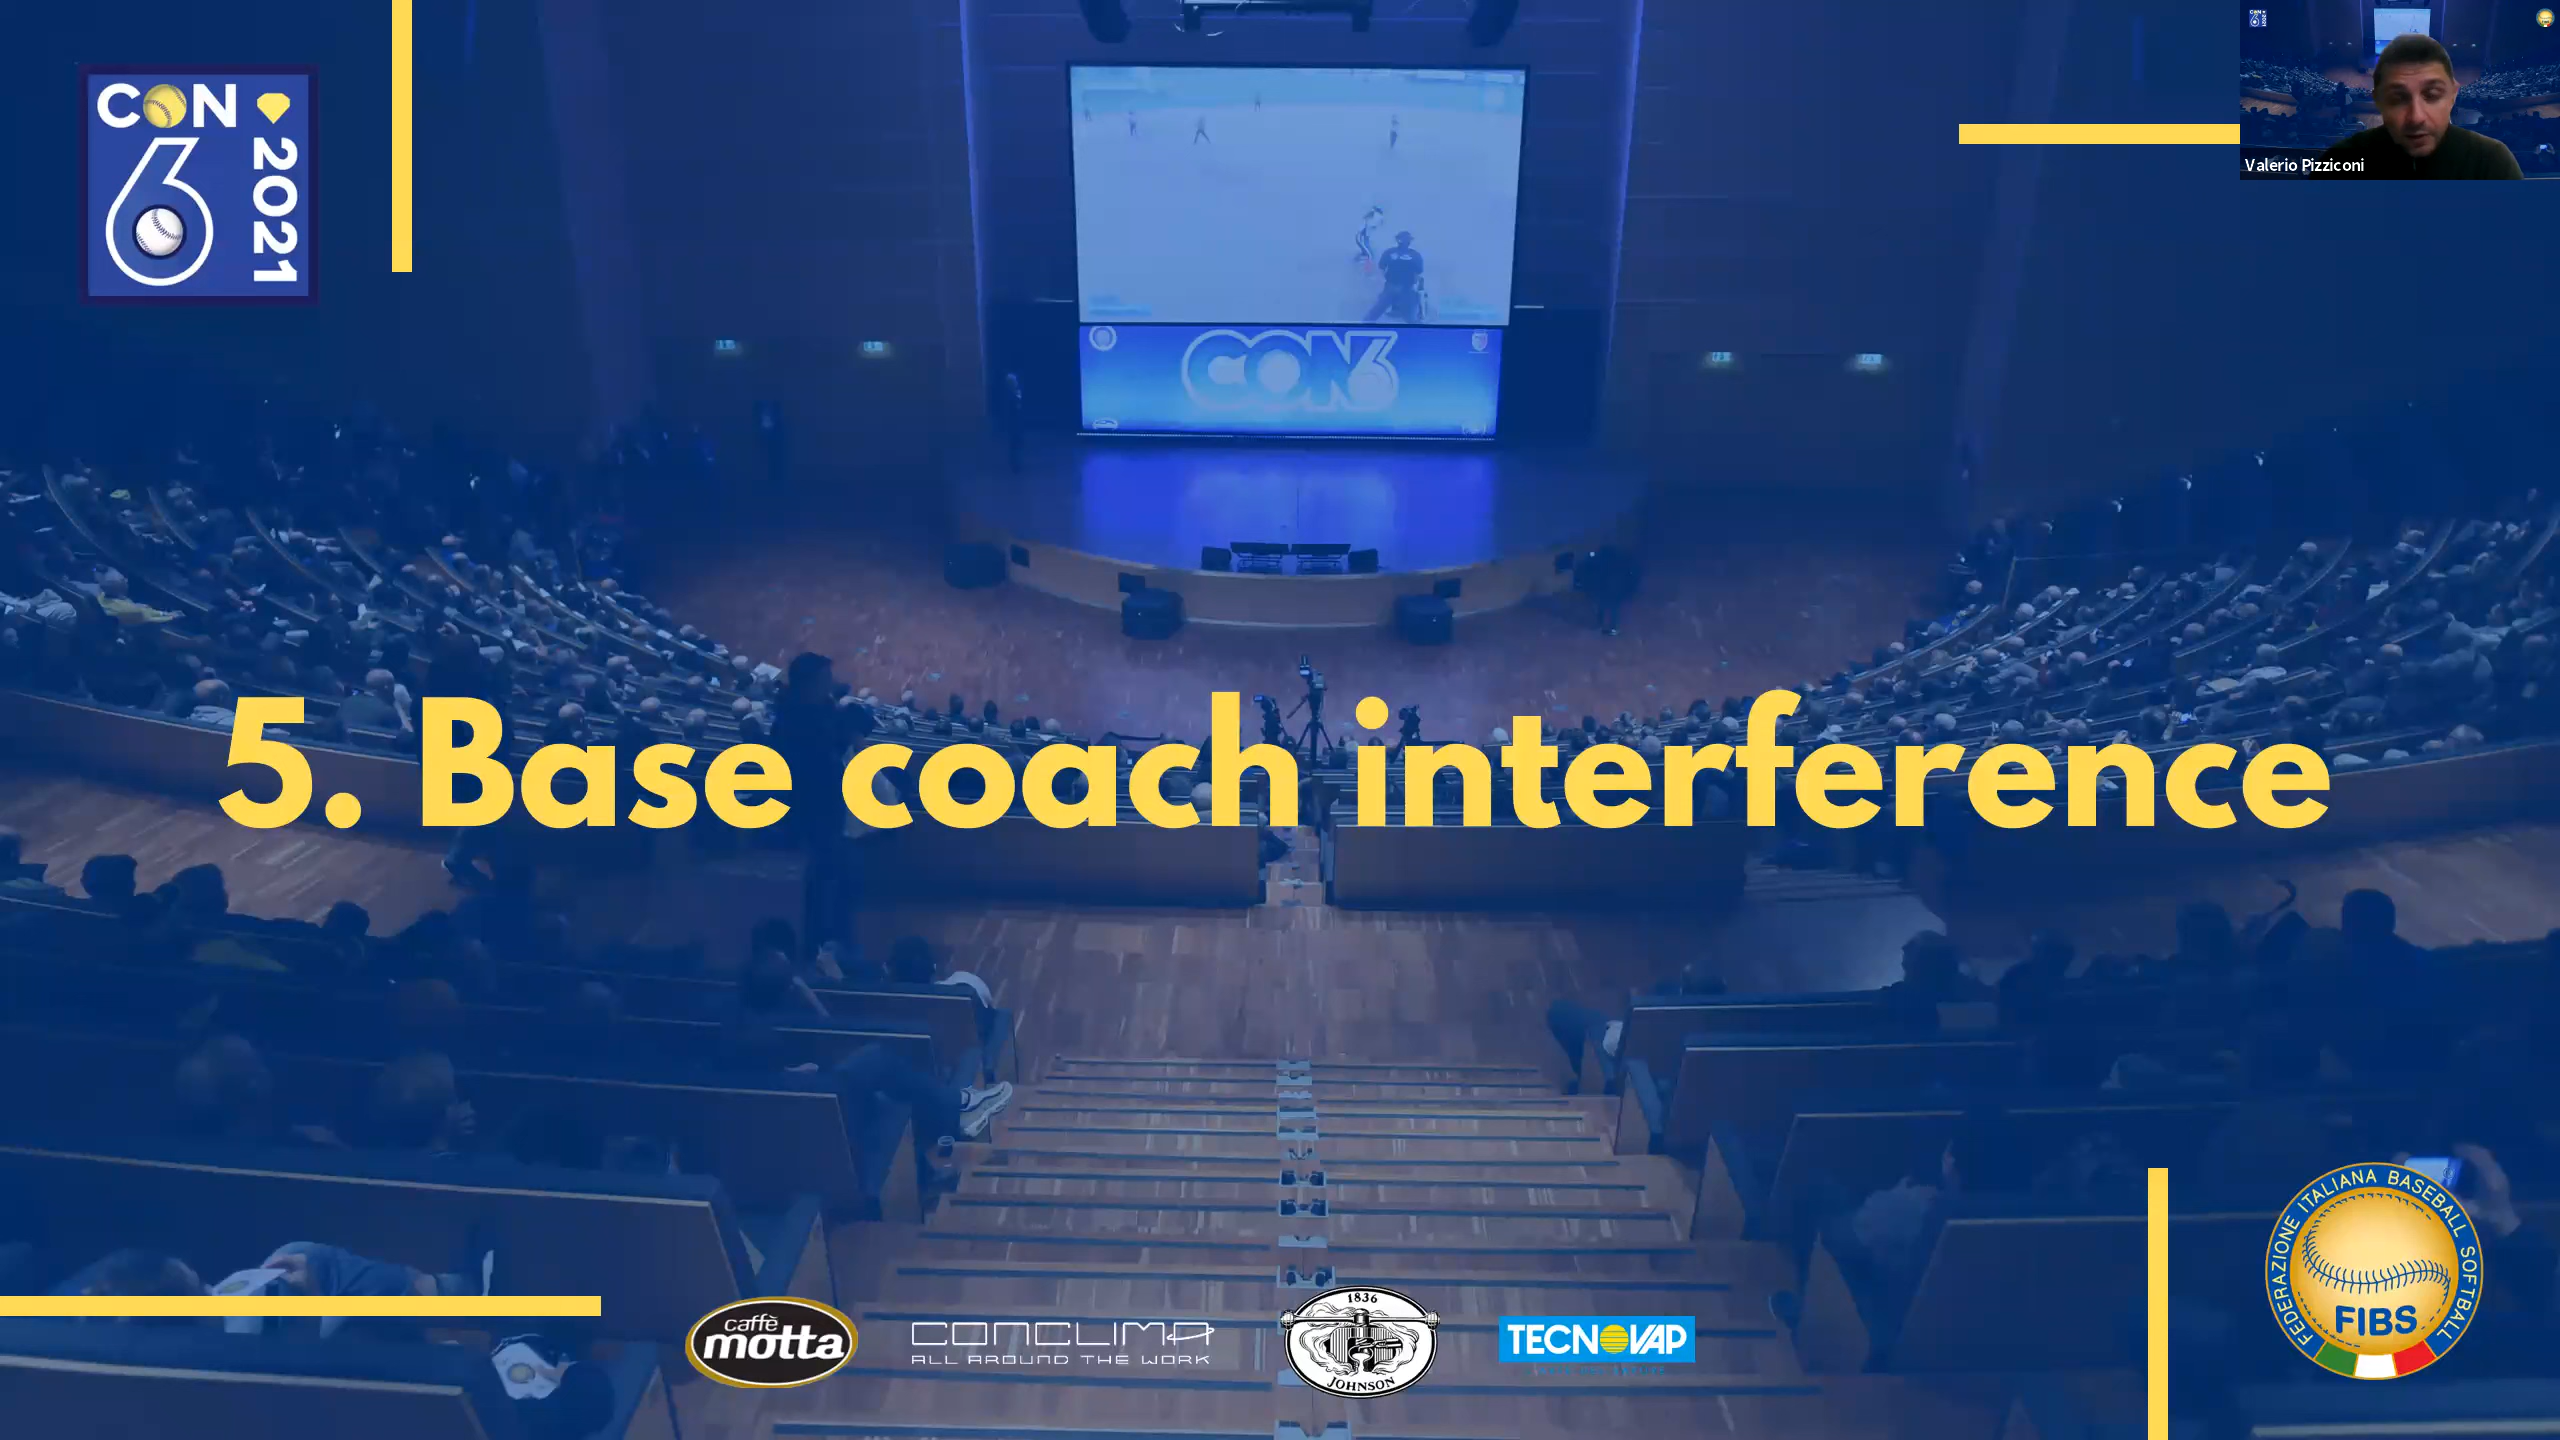 CON
6
2021
Valerio Pizziconi
CON6
5. Base coach interference
caffè
motta
CONCLIMA
ALL AROUND THE WORK
1836
JOHNSON
TECNOVAP
FEDERAZIONE ITALIANA BASEBALL SOFTBALL
FIBS